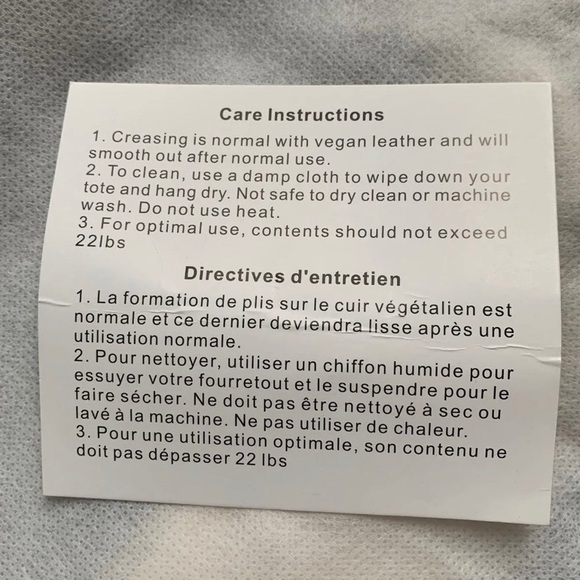 Care Instructions
1. Creasing is normal with vegan leather and will
smooth out after normal use.
2. To clean, use a damp cloth to wipe down your
tote and hang dry. Not safe to dry clean or machine
wash. Do not use heat.
3. For optimal use, contents should not exceed
22lbs
Directives d'entretien
1. La formation de plis sur le cuir végétalien est
normale et ce dernier deviendra lisse après une
utilisation normale.
2. Pour nettoyer, utiliser un chiffon humide pour
essuyer votre fourretout et le suspendre pour le
faire sécher. Ne doit pas être nettoyé à sec ou
lavé à la machine. Ne pas utiliser de chaleur.
3. Pour une utilisation optimale, son contenu ne
doit pas dépasser 22 lbs